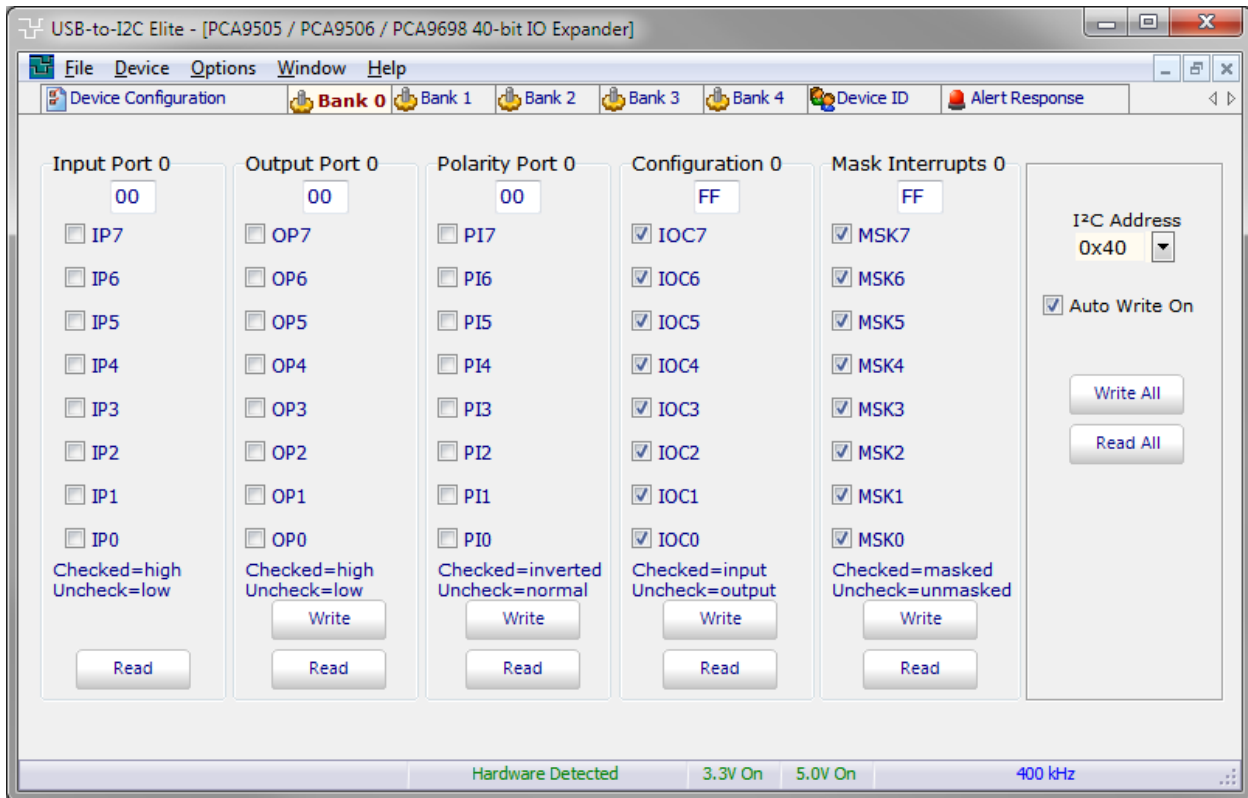 USB-to-I2C Elite - [PCA9505 / PCA9506 / PCA9698 40-bit IO Expander]
File Device Options Window Help
Device Configuration Bank 0 Bank 1 Bank 2 Bank 3 Bank 4 Device ID Alert Response
Input Port 0 Output Port 0 Polarity Port 0 Configuration 0 Mask Interrupts 0
00 00 00 FF FF
I²C Address
IP7 OP7 PI7 IOC7 MSK7
0x40
IP6 OP6 PI6 IOC6 MSK6
Auto Write On
IP5 OP5 PI5 IOC5 MSK5
IP4 OP4 PI4 IOC4 MSK4
Write All
IP3 OP3 PI3 IOC3 MSK3
Read All
IP2 OP2 PI2 IOC2 MSK2
IP1 OP1 PI1 IOC1 MSK1
IP0 OP0 PI0 IOC0 MSK0
Checked=high Checked=high Checked=inverted Checked=input Checked=masked
Uncheck=low Uncheck=low Uncheck=normal Uncheck=output Uncheck=unmasked
Write Write Write Write
Read Read Read Read Read
Hardware Detected 3.3V On 5.0V On 400 kHz